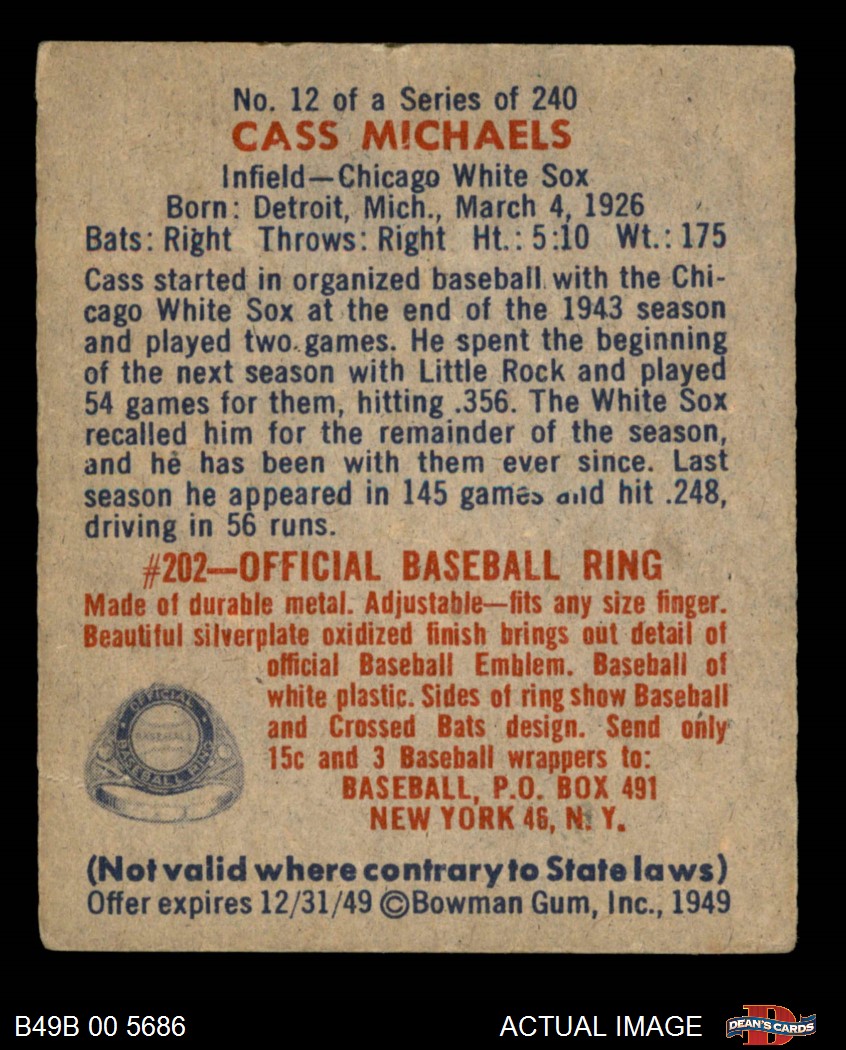 No. 12 of a Series of 240
CASS MICHAELS
Infield—Chicago White Sox
Born: Detroit, Mich., March 4, 1926
Bats: Right Throws: Right Ht.: 5:10 Wt.: 175
Cass started in organized baseball with the Chi-
cago White Sox at the end of the 1943 season
and played two games. He spent the beginning
of the next season with Little Rock and played
54 games for them, hitting .356. The White Sox
recalled him for the remainder of the season,
and he has been with them ever since. Last
season he appeared in 145 games and hit .248,
driving in 56 runs.
#202—OFFICIAL BASEBALL RING
Made of durable metal. Adjustable—fits any size finger.
Beautiful silverplate oxidized finish brings out detail of
official Baseball Emblem. Baseball of
white plastic. Sides of ring show Baseball
and Crossed Bats design. Send only
15c and 3 Baseball wrappers to:
BASEBALL, P.O. BOX 491
NEW YORK 46, N. Y.
OFFICIAL
BASEBALL
BASEBALL RING
(Not valid where contrary to State laws)
Offer expires 12/31/49 ©Bowman Gum, Inc., 1949
B49B 00 5686
ACTUAL IMAGE
DEAN'S CARDS